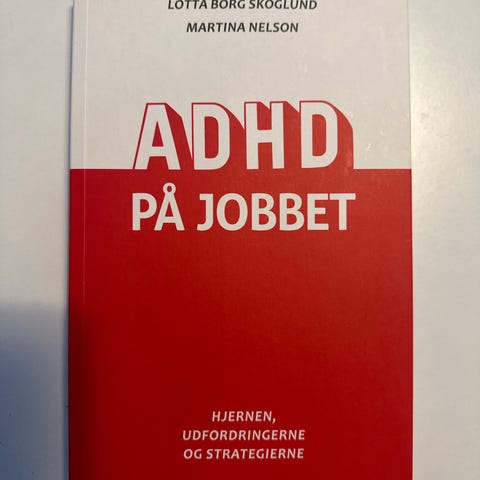 LOTTA BORG SKOGLUND
MARTINA NELSON
ADHD
PÅ JOBBET
HJERNEN,
UDFORDRINGERNE
OG STRATEGIERNE